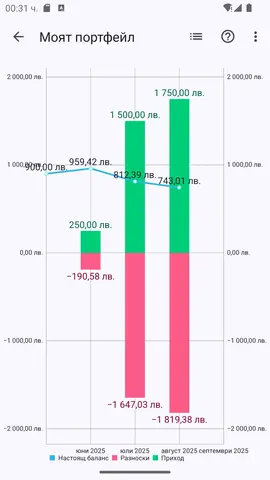 00:31 ч.
Моят портфейл
2 000,00 лв. 2 000,00 лв.
1 750,00 лв.
1 500,00 лв.
1 000,00 лв. 959,42 лв. 1 000,00 лв.
900,00 лв. 812,39 лв. 743,01 лв.
250,00 лв.
0,00 лв. 0,00 лв.
−190,58 лв.
−1 000,00 лв. −1 000,00 лв.
−1 647,03 лв.
−1 819,38 лв.
−2 000,00 лв. −2 000,00 лв.
юни 2025 юли 2025 август 2025 септември 2025
Настоящ баланс Разноски Приход